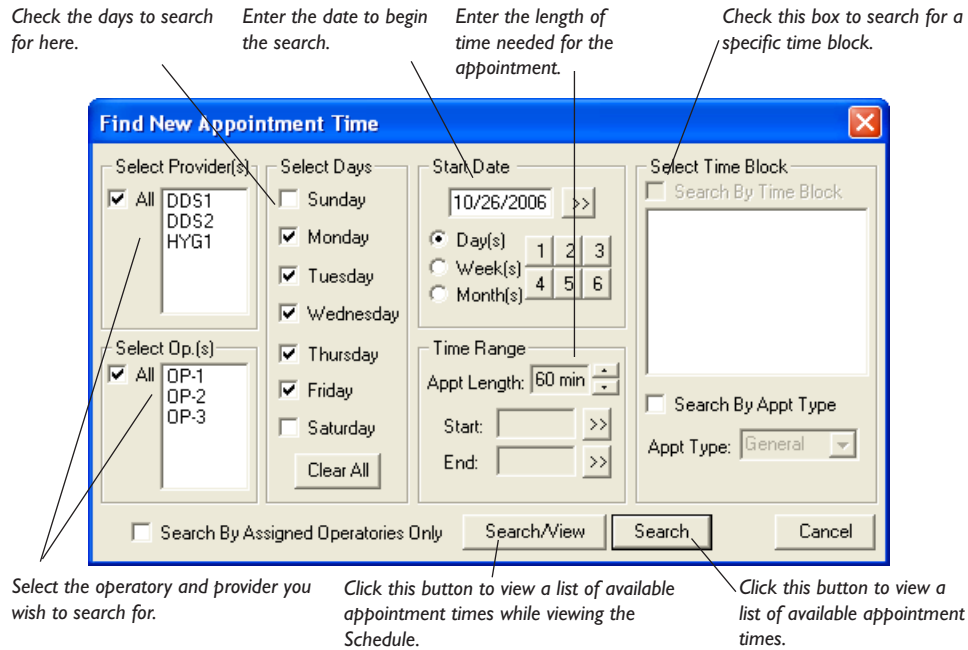 Check the days to search
for here.
Enter the date to begin
the search.
Enter the length of
time needed for the
appointment.
Check this box to search for a
specific time block.
Find New Appointment Time
Select Provider(s)
All
DDS1
DDS2
HYG1
Select Op.(s)
All
OP-1
OP-2
OP-3
Select Days
Sunday
Monday
Tuesday
Wednesday
Thursday
Friday
Saturday
Clear All
Start Date
10/26/2006 >>
Day(s)
Week(s)
Month(s)
1 2 3
4 5 6
Time Range
Appt Length: 60 min
Start: >>
End: >>
Select Time Block
Search By Time Block
Search By Appt Type
Appt Type: General
Search By Assigned Operatories Only
Search/View
Search
Cancel
Select the operatory and provider you
wish to search for.
Click this button to view a list of available
appointment times while viewing the
Schedule.
Click this button to view a
list of available appointment
times.